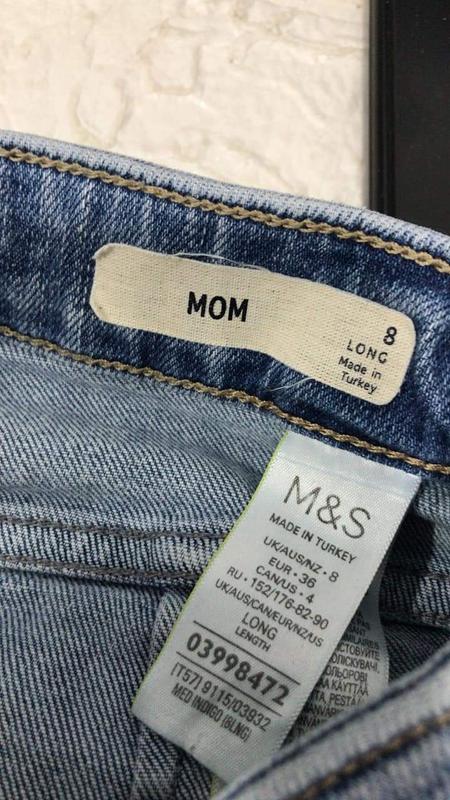 MOM
8
LONG
Made in
Turkey
M&S
MADE IN TURKEY
UK/AUS/NZ · 8
EUR · 36
CAN/US · 4
RU · 152/176-82-90
UK/AUS/CAN/EUR/NZ/US
LONG
LENGTH
03998472
(T57) 9115/03932
MED INDIGO (BLNG)